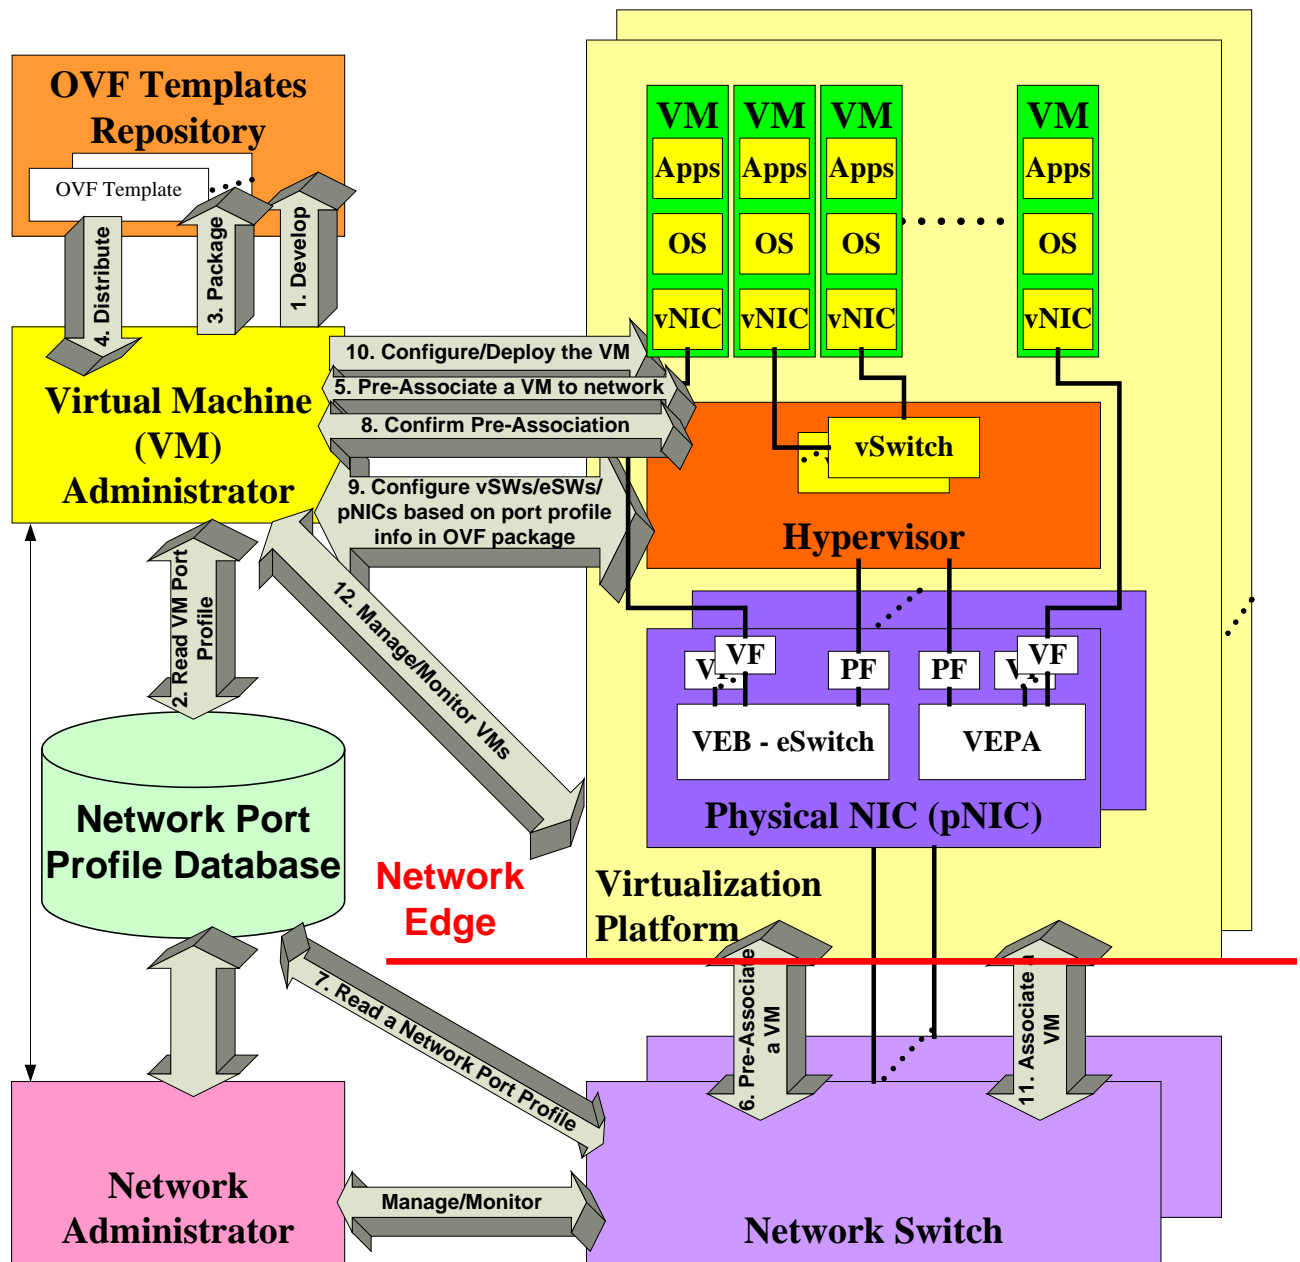 OVF Templates
Repository
OVF Template
4. Distribute
3. Package
1. Develop
Virtual Machine
(VM)
Administrator
10. Configure/Deploy the VM
5. Pre-Associate a VM to network
8. Confirm Pre-Association
9. Configure vSWs/eSWs/
pNICs based on port profile
info in OVF package
12. Manage/Monitor VMs
2. Read VM Port
Profile
Network Port
Profile Database
7. Read a Network Port Profile
Network
Administrator
Manage/Monitor
Network
Edge
VM
Apps
OS
vNIC
VM
Apps
OS
vNIC
VM
Apps
OS
vNIC
VM
Apps
OS
vNIC
vSwitch
Hypervisor
VF
PF
PF
VF
VEB - eSwitch
VEPA
Physical NIC (pNIC)
Virtualization
Platform
6. Pre-Associate
a VM
11. Associate a
VM
Network Switch